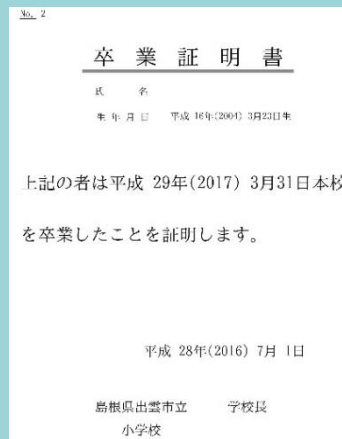 No. 2
卒業証明書
氏 名
生年月日 平成 16年(2004) 3月23日生
上記の者は平成 29年(2017) 3月31日本校
を卒業したことを証明します。
平成 28年(2016) 7月 1日
島根県出雲市立 学校長
小学校